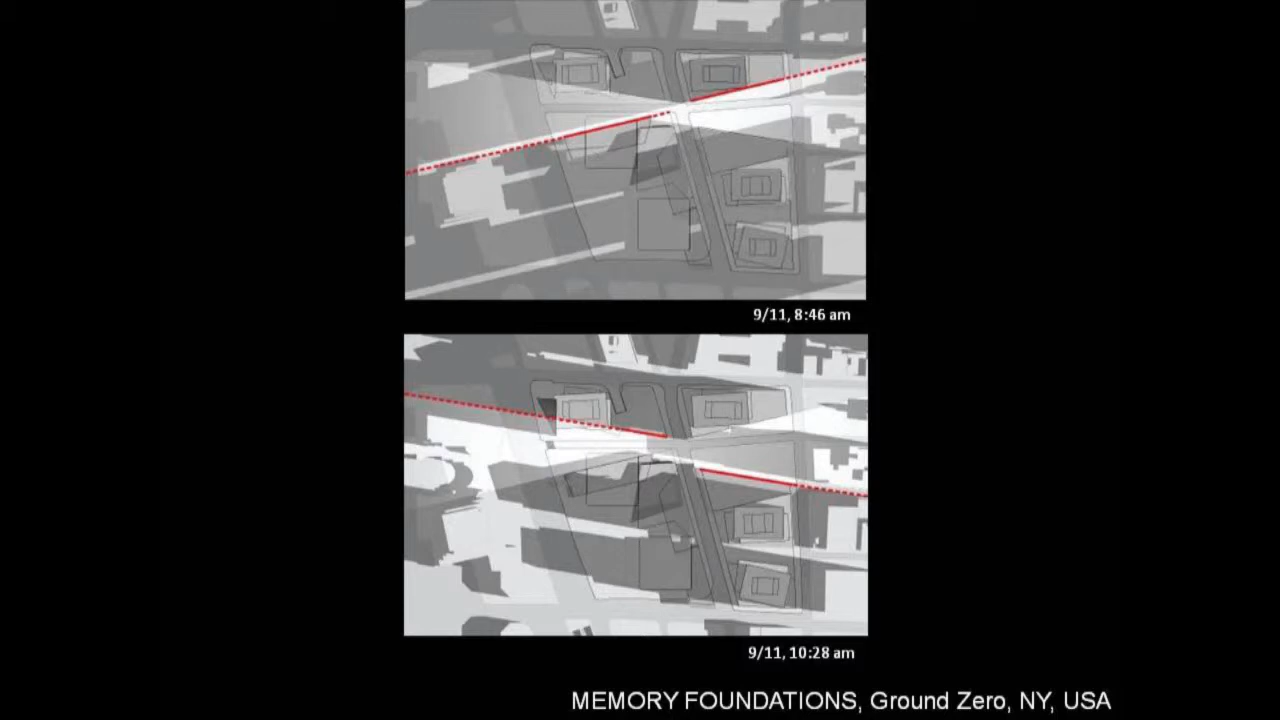 9/11, 8:46 am
9/11, 10:28 am
MEMORY FOUNDATIONS, Ground Zero, NY, USA